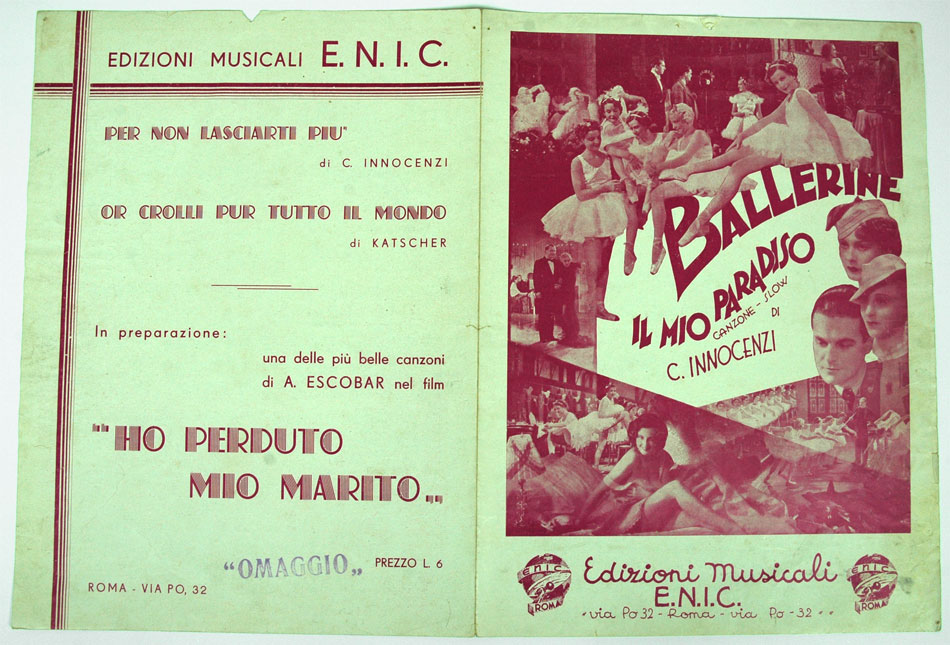 EDIZIONI MUSICALI E. N. I. C.
PER NON LASCIARTI PIU'
di C. INNOCENZI
OR CROLLI PUR TUTTO IL MONDO
di KATSCHER
In preparazione:
una delle più belle canzoni
di A. ESCOBAR nel film
"HO PERDUTO
MIO MARITO„
"OMAGGIO„ PREZZO L. 6
ROMA - VIA PO, 32
BALLERINE
IL MIO PARADISO
CANZONE - SLOW
DI
C. INNOCENZI
E.N.I.C.
ROMA
Edizioni Musicali
E.N.I.C.
via Po 32 - Roma - via Po - 32
E.N.I.C.
ROMA